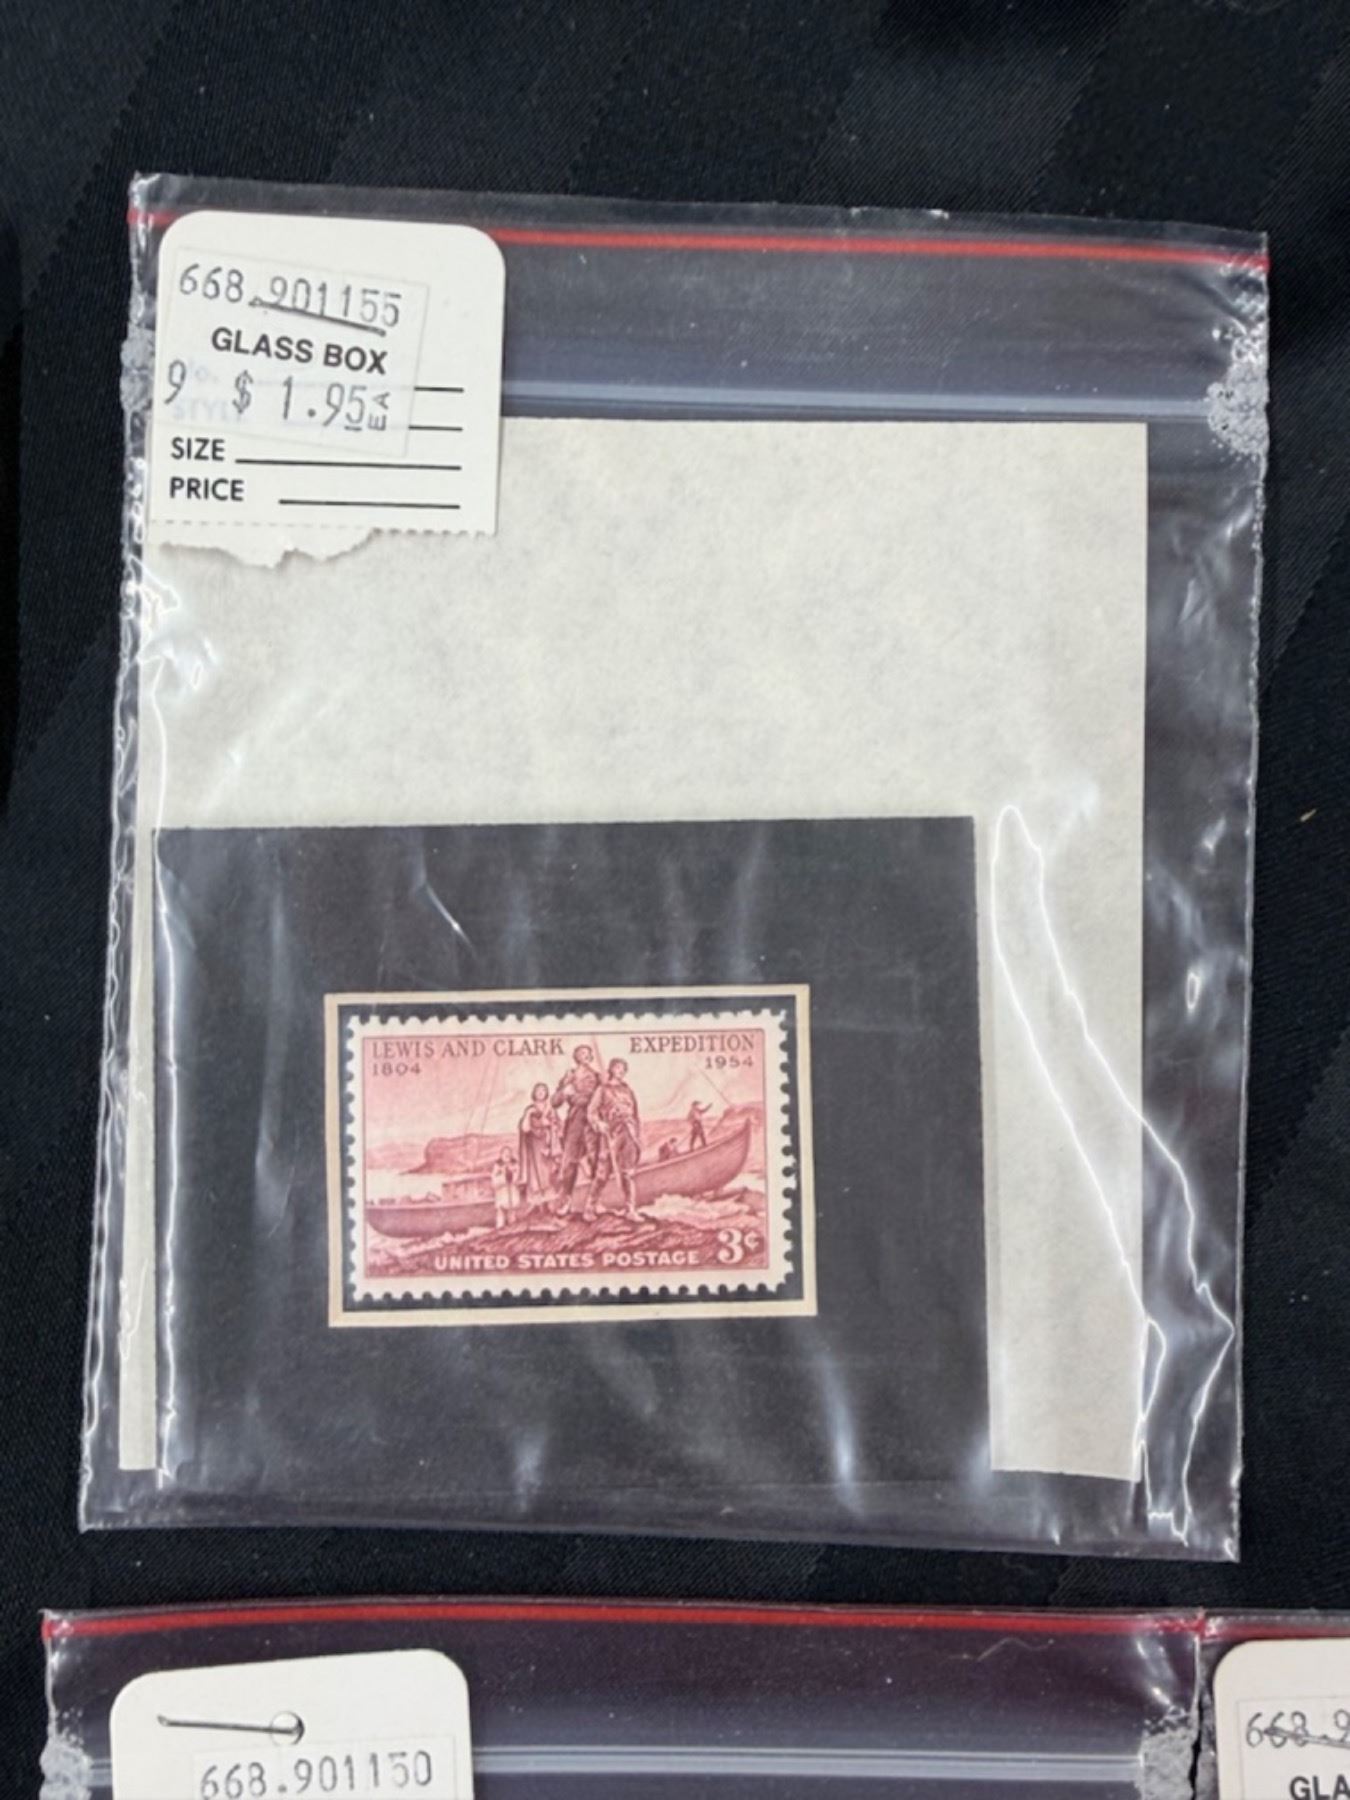 668.901155
GLASS BOX
9 $ 1.95 EA
SIZE
PRICE
LEWIS AND CLARK EXPEDITION
1804 1954
UNITED STATES POSTAGE 3¢
668.901150
668.9
GLA